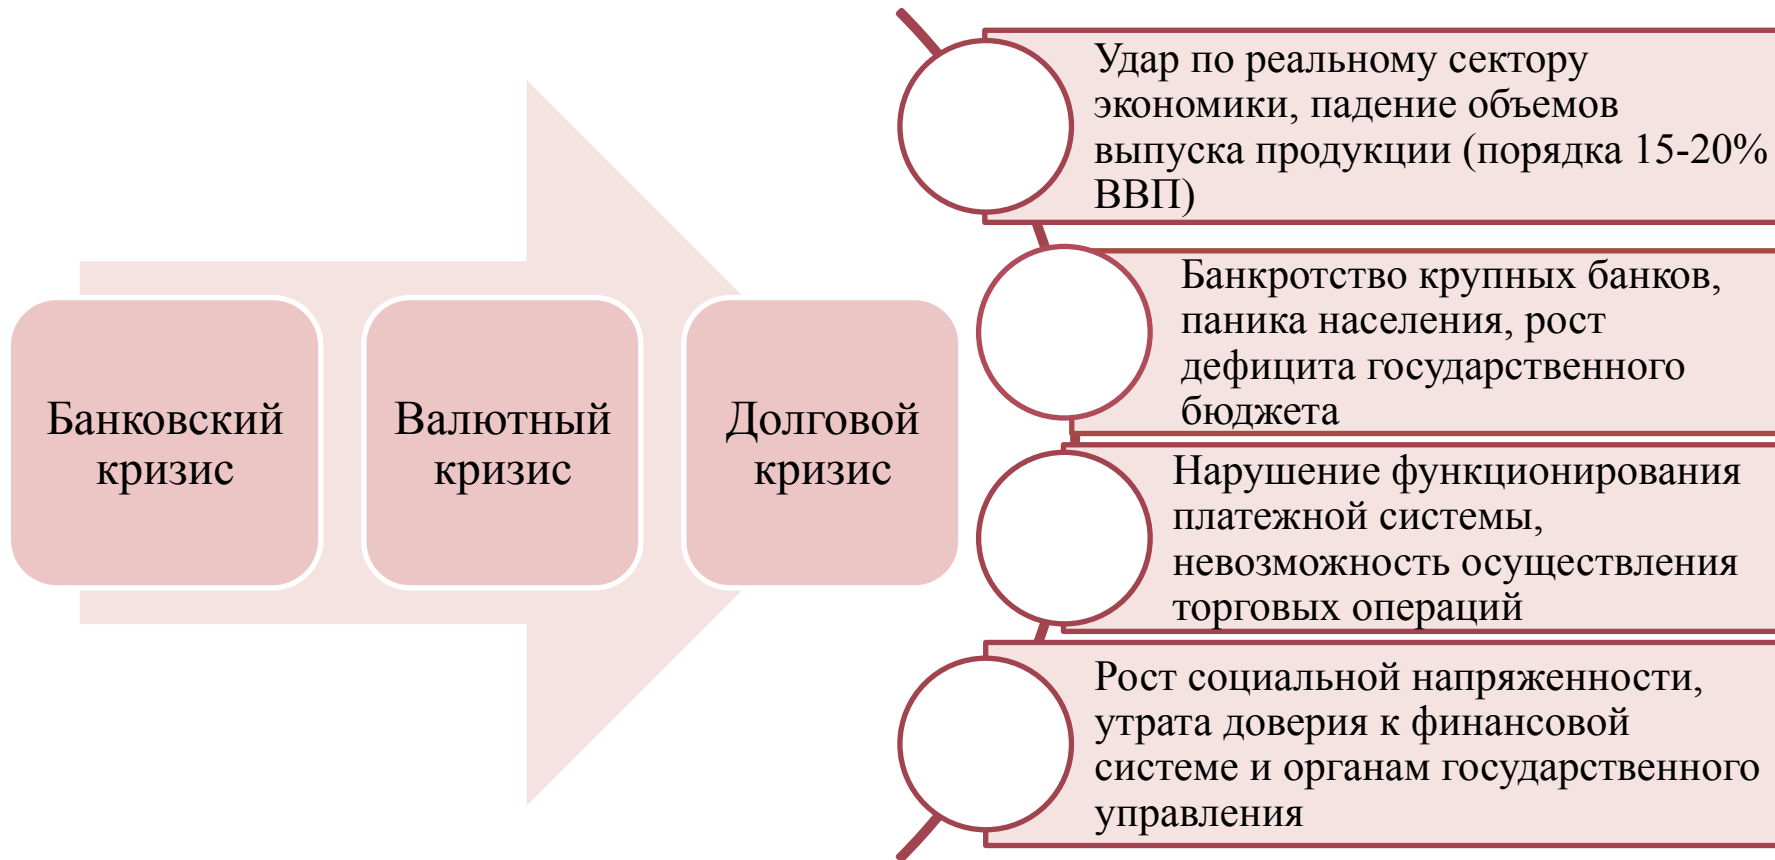 Банковский
кризис
Валютный
кризис
Долговой
кризис
Удар по реальному сектору
экономики, падение объемов
выпуска продукции (порядка 15-20%
ВВП)
Банкротство крупных банков,
паника населения, рост
дефицита государственного
бюджета
Нарушение функционирования
платежной системы,
невозможность осуществления
торговых операций
Рост социальной напряженности,
утрата доверия к финансовой
системе и органам государственного
управления